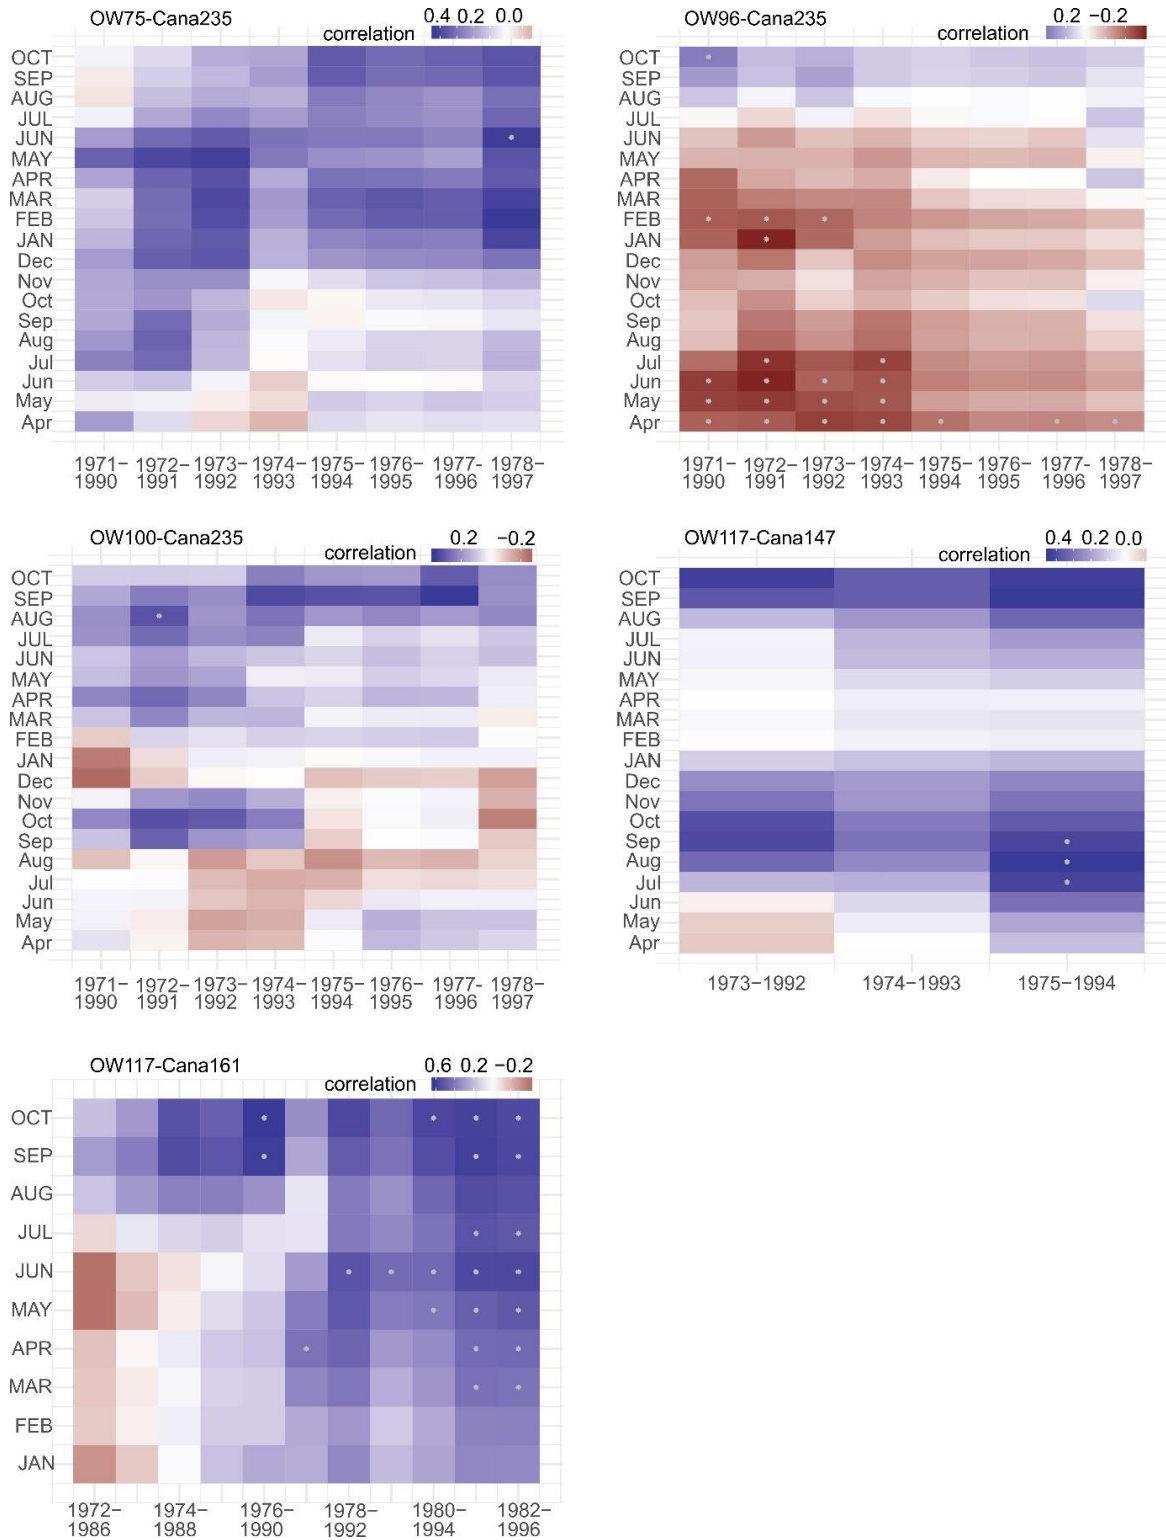 OW75-Cana235
correlation
0.4 0.2 0.0
OCT
SEP
AUG
JUL
JUN
MAY
APR
MAR
FEB
JAN
Dec
Nov
Oct
Sep
Aug
Jul
Jun
May
Apr
1971− 1972− 1973− 1974− 1975− 1976− 1977− 1978−
1990 1991 1992 1993 1994 1995 1996 1997
OW96-Cana235
correlation
0.2 −0.2
OCT
SEP
AUG
JUL
JUN
MAY
APR
MAR
FEB
JAN
Dec
Nov
Oct
Sep
Aug
Jul
Jun
May
Apr
1971− 1972− 1973− 1974− 1975− 1976− 1977− 1978−
1990 1991 1992 1993 1994 1995 1996 1997
OW100-Cana235
correlation
0.2 −0.2
OCT
SEP
AUG
JUL
JUN
MAY
APR
MAR
FEB
JAN
Dec
Nov
Oct
Sep
Aug
Jul
Jun
May
Apr
1971− 1972− 1973− 1974− 1975− 1976− 1977− 1978−
1990 1991 1992 1993 1994 1995 1996 1997
OW117-Cana147
correlation
0.4 0.2 0.0
OCT
SEP
AUG
JUL
JUN
MAY
APR
MAR
FEB
JAN
Dec
Nov
Oct
Sep
Aug
Jul
Jun
May
Apr
1973−1992 1974−1993 1975−1994
OW117-Cana161
correlation
0.6 0.2 −0.2
OCT
SEP
AUG
JUL
JUN
MAY
APR
MAR
FEB
JAN
1972− 1974− 1976− 1978− 1980− 1982−
1986 1988 1990 1992 1994 1996